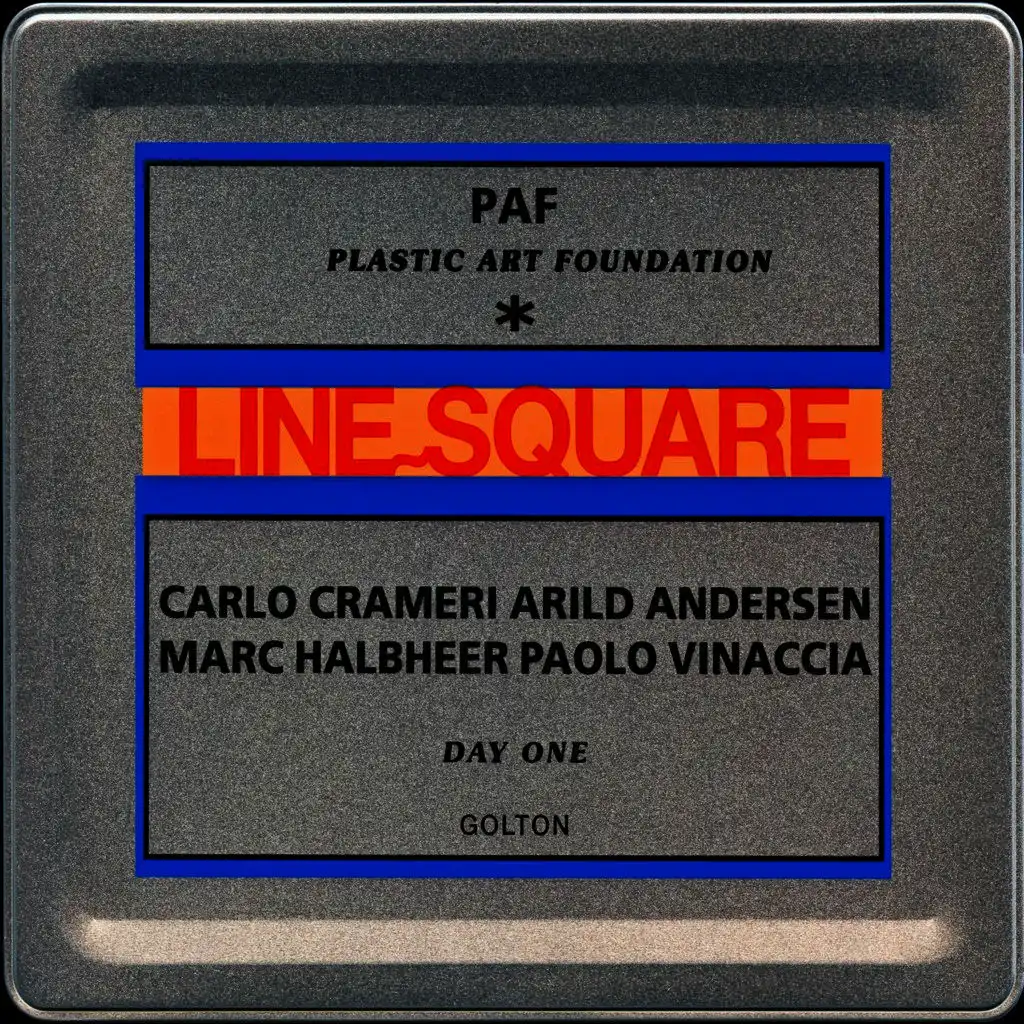 PAF
PLASTIC ART FOUNDATION
*
LINE SQUARE
CARLO CRAMERI ARILD ANDERSEN
MARC HALBHEER PAOLO VINACCIA
DAY ONE
GOLTON